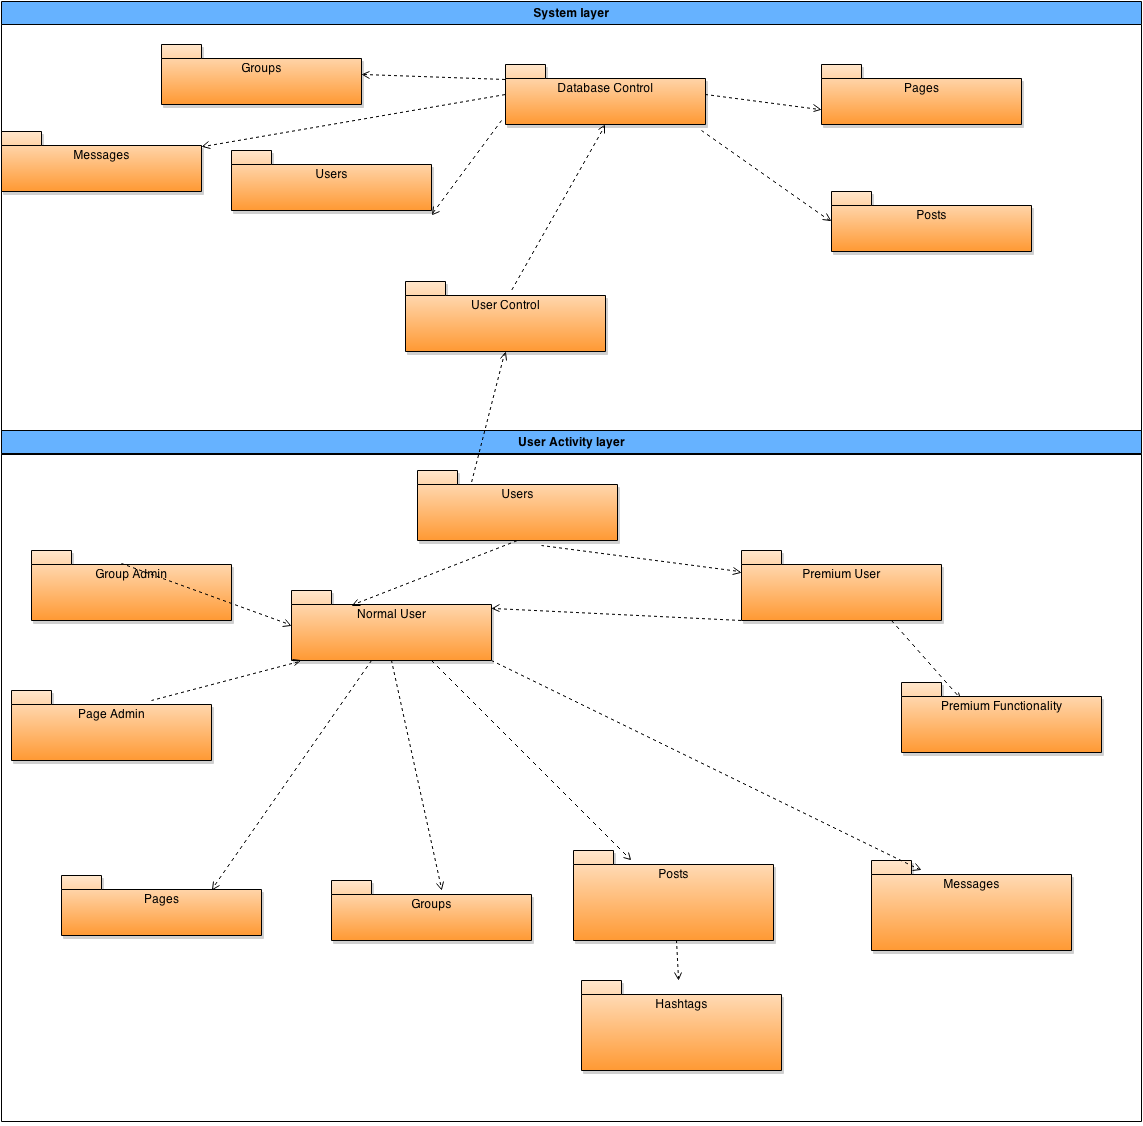 System layer
Groups
Database Control
Pages
Messages
Users
Posts
User Control
User Activity layer
Users
Group Admin
Premium User
Normal User
Page Admin
Premium Functionality
Pages
Groups
Posts
Messages
Hashtags